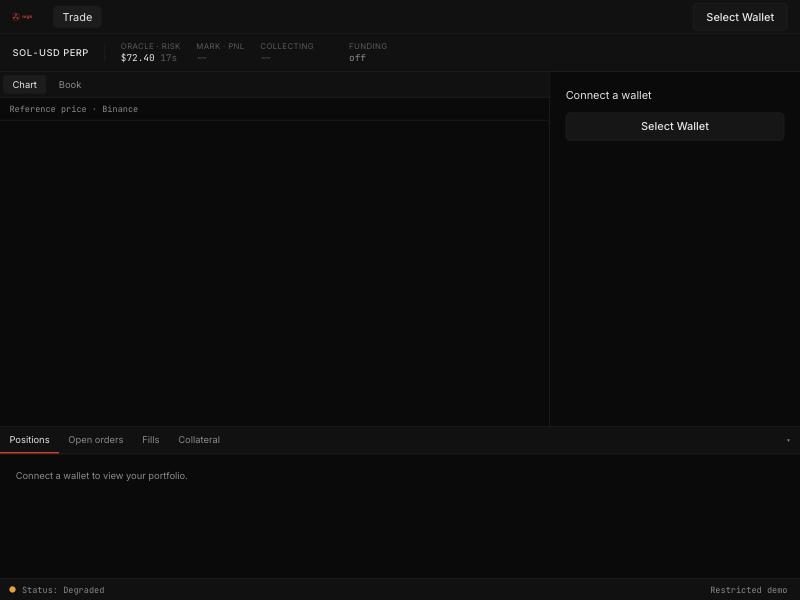 Trade
Select Wallet
SOL-USD PERP
ORACLE · RISK
$72.40 17s
MARK · PNL
——
COLLECTING
——
FUNDING
off
Chart
Book
Reference price · Binance
Connect a wallet
Select Wallet
Positions
Open orders
Fills
Collateral
Connect a wallet to view your portfolio.
Status: Degraded
Restricted demo